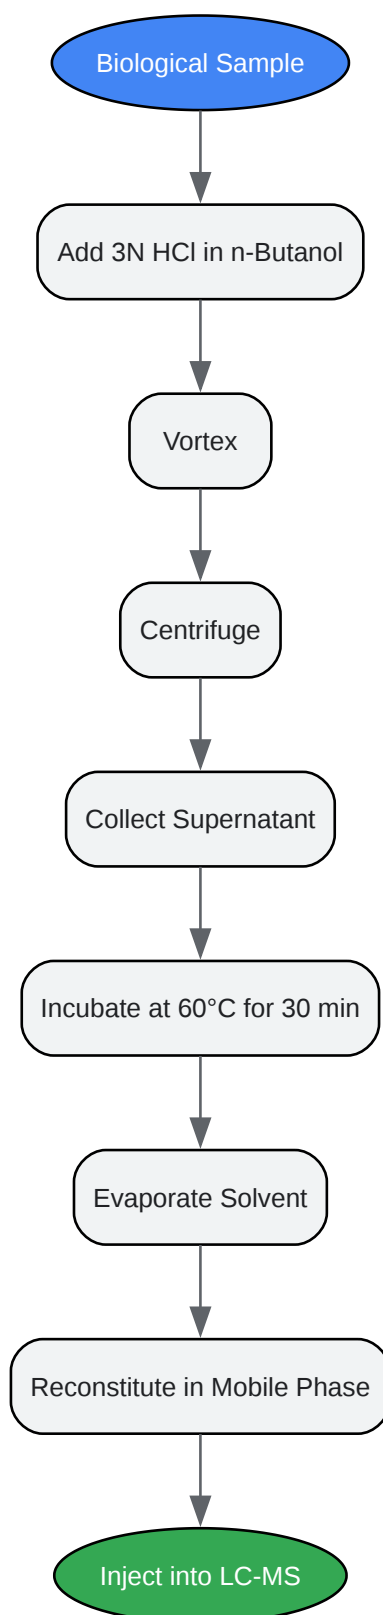 Biological Sample
Add 3N HCl in n-Butanol
Vortex
Centrifuge
Collect Supernatant
Incubate at 60°C for 30 min
Evaporate Solvent
Reconstitute in Mobile Phase
Inject into LC-MS